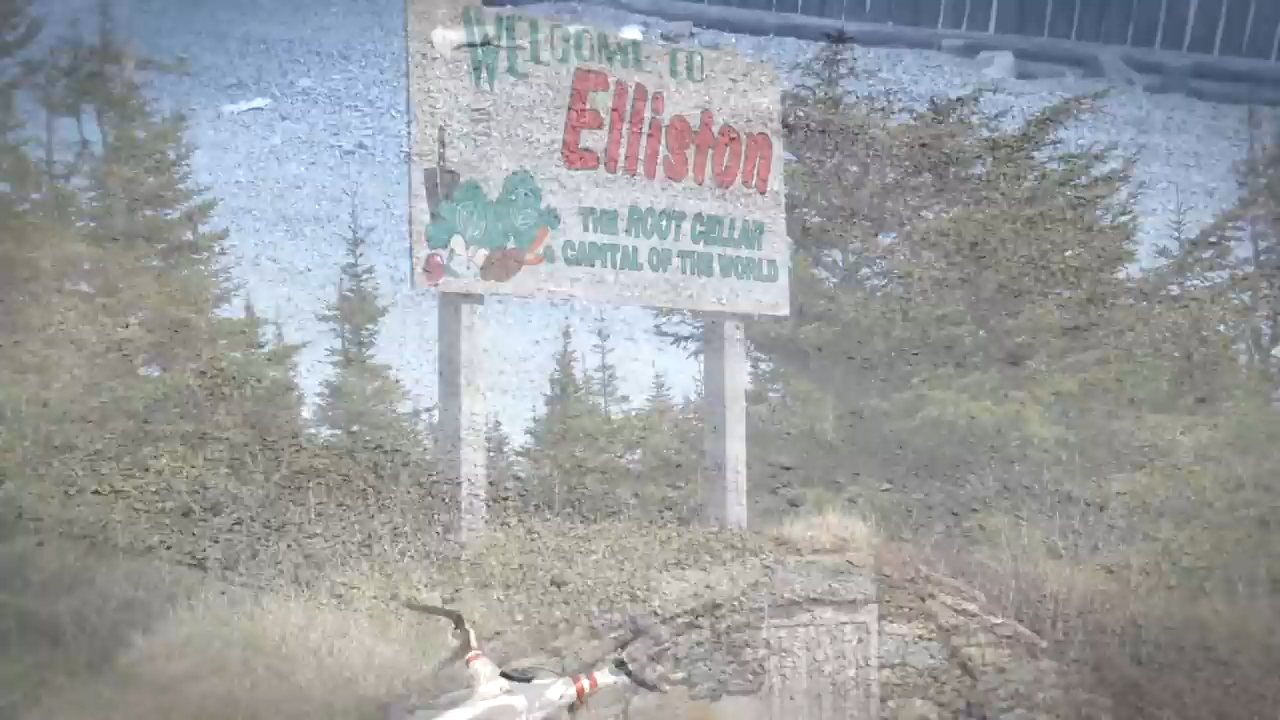 WELCOME TO
Elliston
THE ROOT CELLAR
CAPITAL OF THE WORLD